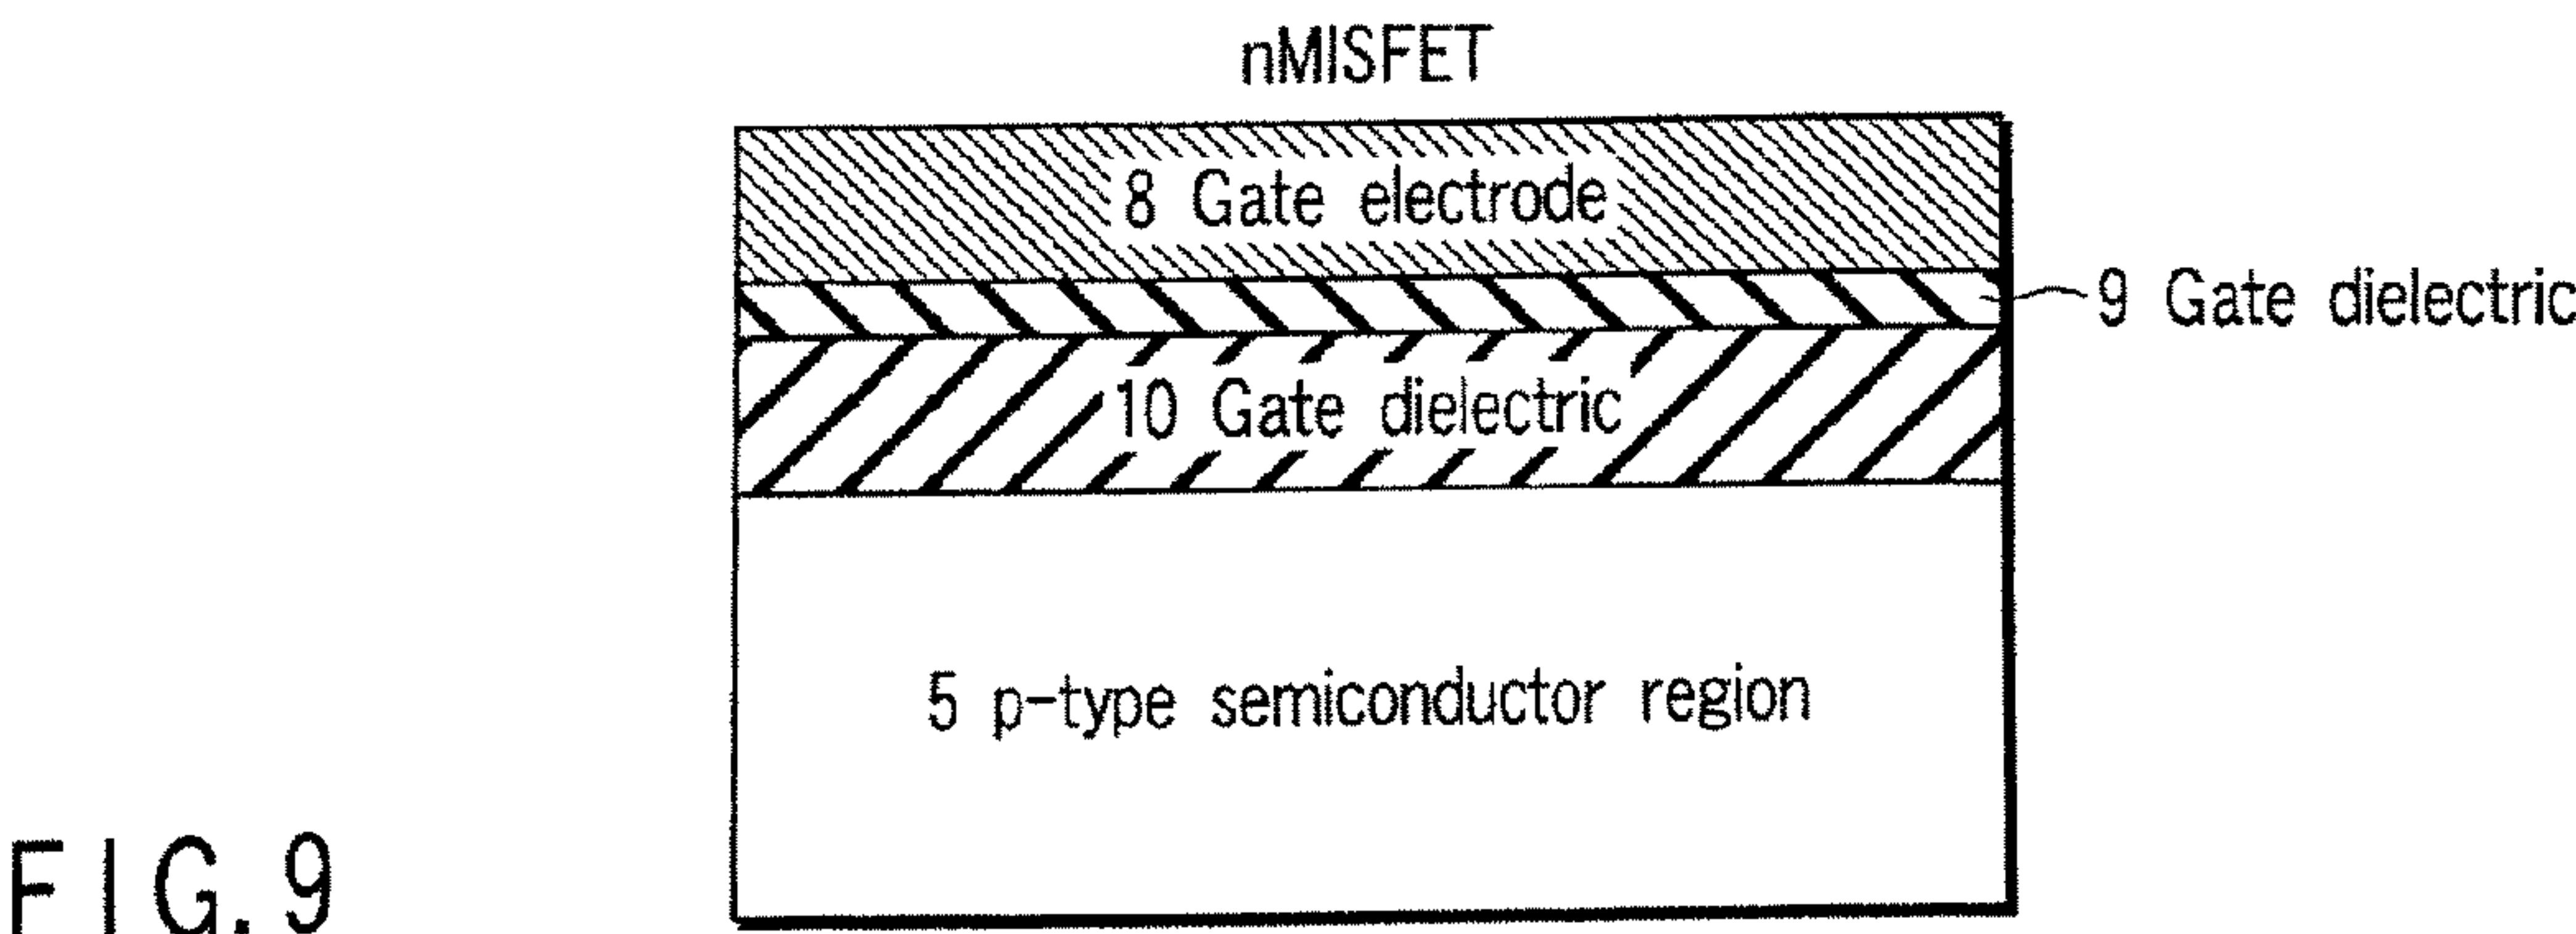 nMISFET
8 Gate electrode
9 Gate dielectric
10 Gate dielectric
5 p-type semiconductor region
FIG. 9